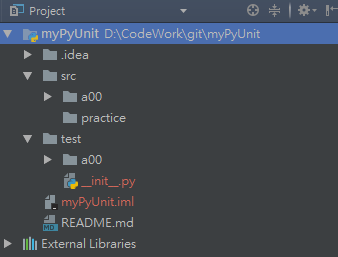 Project
myPyUnit D:\CodeWork\git\myPyUnit
.idea
src
a00
practice
test
a00
__init__.py
myPyUnit.iml
MD README.md
External Libraries